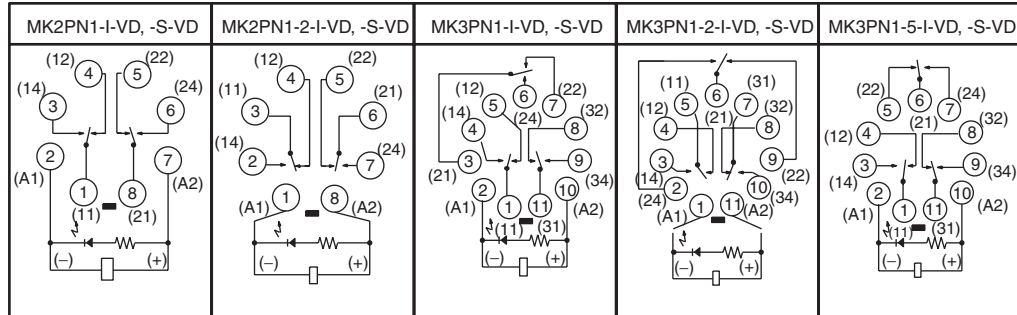 MK2PN1-I-VD, -S-VD
MK2PN1-2-I-VD, -S-VD
MK3PN1-I-VD, -S-VD
MK3PN1-2-I-VD, -S-VD
MK3PN1-5-I-VD, -S-VD
(12) 4 5 (22)
(14) 3 6 (24)
2 7
(A1) 1 8 (A2)
(11) (21)
(−) (+)
(12) 4 5 (22)
(11) 3 6 (21)
(14) 2 7 (24)
(A1) 1 8 (A2)
(−) (+)
6
(12) 5 7 (22)
(14) 4 (24) 8 (32)
3 9
(21) 2 10 (34)
(A1) 1 11 (A2)
(11) (31)
(−) (+)
6
(11) 5 7 (31)
(12) 4 (21) 8 (32)
3 9
(14) 2 10 (22)
(24) 1 11 (34)
(A1) (A2)
(−) (+)
(22) 5 6 7 (24)
(12) 4 (21) 8 (32)
3 9
(14) 2 10 (34)
(A1) 1 11 (A2)
(11) (31)
(−) (+)